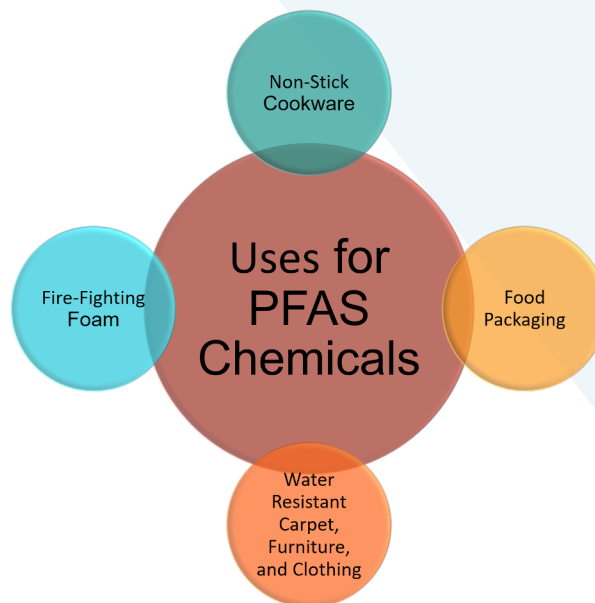 Non-Stick
Cookware
Uses for
PFAS
Chemicals
Fire-Fighting
Foam
Food
Packaging
Water
Resistant
Carpet,
Furniture,
and Clothing